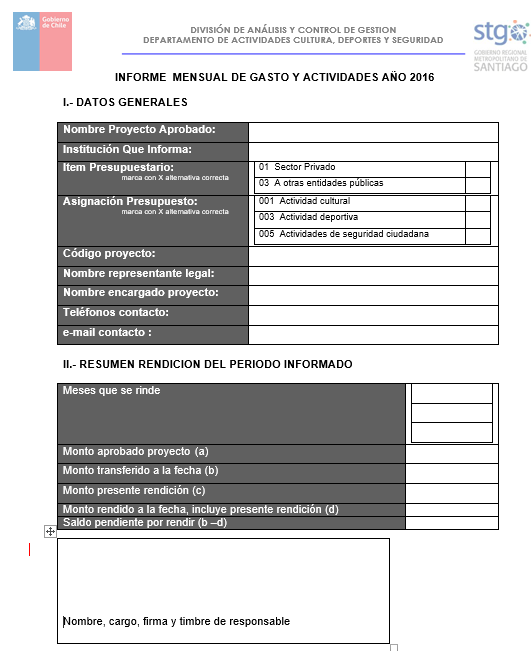 Gobierno
de Chile
DIVISIÓN DE ANÁLISIS Y CONTROL DE GESTION
DEPARTAMENTO DE ACTIVIDADES CULTURA, DEPORTES Y SEGURIDAD
stgo
GOBIERNO REGIONAL
METROPOLITANO DE
SANTIAGO
INFORME MENSUAL DE GASTO Y ACTIVIDADES AÑO 2016
I.- DATOS GENERALES
Nombre Proyecto Aprobado:
Institución Que Informa:
Item Presupuestario:
marca con X alternativa correcta
01 Sector Privado
03 A otras entidades públicas
Asignación Presupuesto:
marca con X alternativa correcta
001 Actividad cultural
003 Actividad deportiva
005 Actividades de seguridad ciudadana
Código proyecto:
Nombre representante legal:
Nombre encargado proyecto:
Teléfonos contacto:
e-mail contacto :
II.- RESUMEN RENDICION DEL PERIODO INFORMADO
Meses que se rinde
Monto aprobado proyecto (a)
Monto transferido a la fecha (b)
Monto presente rendición (c)
Monto rendido a la fecha, incluye presente rendición (d)
Saldo pendiente por rendir (b –d)
Nombre, cargo, firma y timbre de responsable